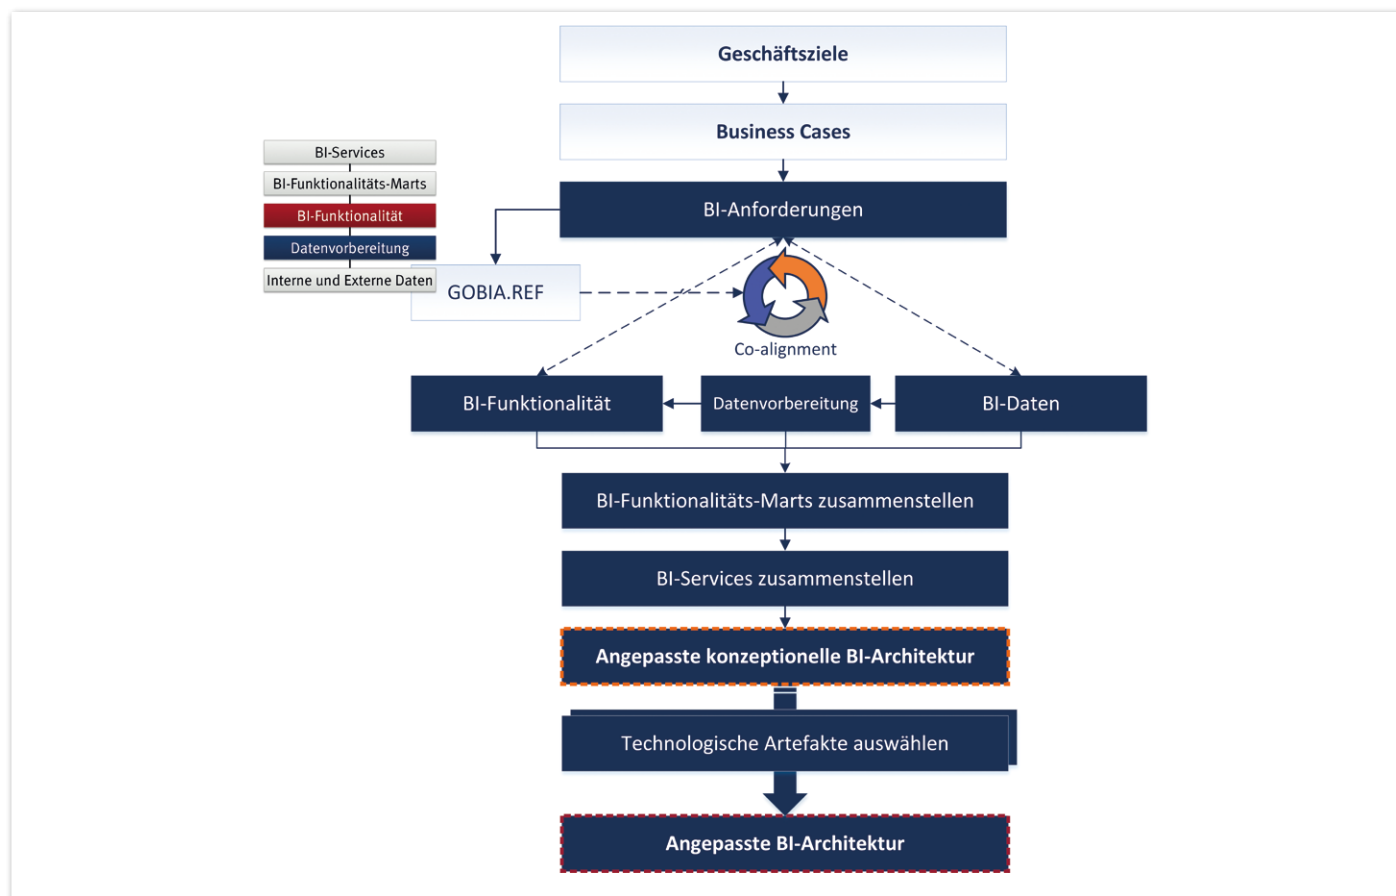 Geschäftsziele
Business Cases
BI-Services
BI-Funktionalitäts-Marts
BI-Funktionalität
Datenvorbereitung
Interne und Externe Daten
BI-Anforderungen
GOBIA.REF
Co-alignment
BI-Funktionalität
Datenvorbereitung
BI-Daten
BI-Funktionalitäts-Marts zusammenstellen
BI-Services zusammenstellen
Angepasste konzeptionelle BI-Architektur
Technologische Artefakte auswählen
Angepasste BI-Architektur